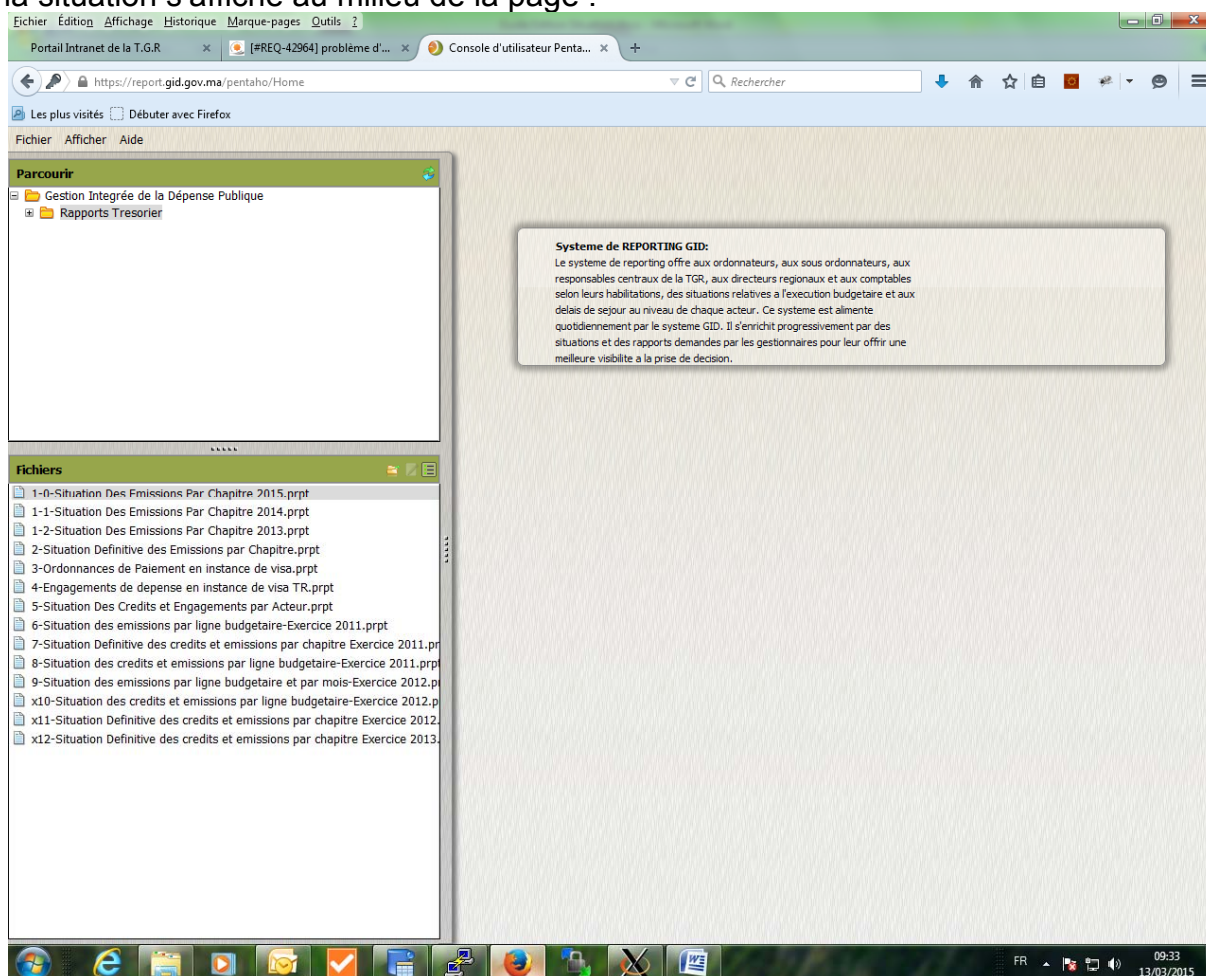 la situation s'affiche au milieu de la page :
Fichier Édition Affichage Historique Marque-pages Outils ?
Portail Intranet de la T.G.R × [#REQ-42964] problème d'... × Console d'utilisateur Penta... × +
https://report.gid.gov.ma/pentaho/Home Rechercher
Les plus visités Débuter avec Firefox
Fichier Afficher Aide
Parcourir
Gestion Integrée de la Dépense Publique
Rapports Tresorier
Systeme de REPORTING GID:
Le systeme de reporting offre aux ordonnateurs, aux sous ordonnateurs, aux
responsables centraux de la TGR, aux directeurs regionaux et aux comptables
selon leurs habilitations, des situations relatives a l'execution budgetaire et aux
delais de sejour au niveau de chaque acteur. Ce systeme est alimente
quotidiennement par le systeme GID. Il s'enrichit progressivement par des
situations et des rapports demandes par les gestionnaires pour leur offrir une
meilleure visibilite a la prise de decision.
Fichiers
1-0-Situation Des Emissions Par Chapitre 2015.prpt
1-1-Situation Des Emissions Par Chapitre 2014.prpt
1-2-Situation Des Emissions Par Chapitre 2013.prpt
2-Situation Definitive des Emissions par Chapitre.prpt
3-Ordonnances de Paiement en instance de visa.prpt
4-Engagements de depense en instance de visa TR.prpt
5-Situation Des Credits et Engagements par Acteur.prpt
6-Situation des emissions par ligne budgetaire-Exercice 2011.prpt
7-Situation Definitive des credits et emissions par chapitre Exercice 2011.pr
8-Situation des credits et emissions par ligne budgetaire-Exercice 2011.prpt
9-Situation des emissions par ligne budgetaire et par mois-Exercice 2012.p
x10-Situation des credits et emissions par ligne budgetaire-Exercice 2012.p
x11-Situation Definitive des credits et emissions par chapitre Exercice 2012.
x12-Situation Definitive des credits et emissions par chapitre Exercice 2013.
FR 09:33
13/03/2015